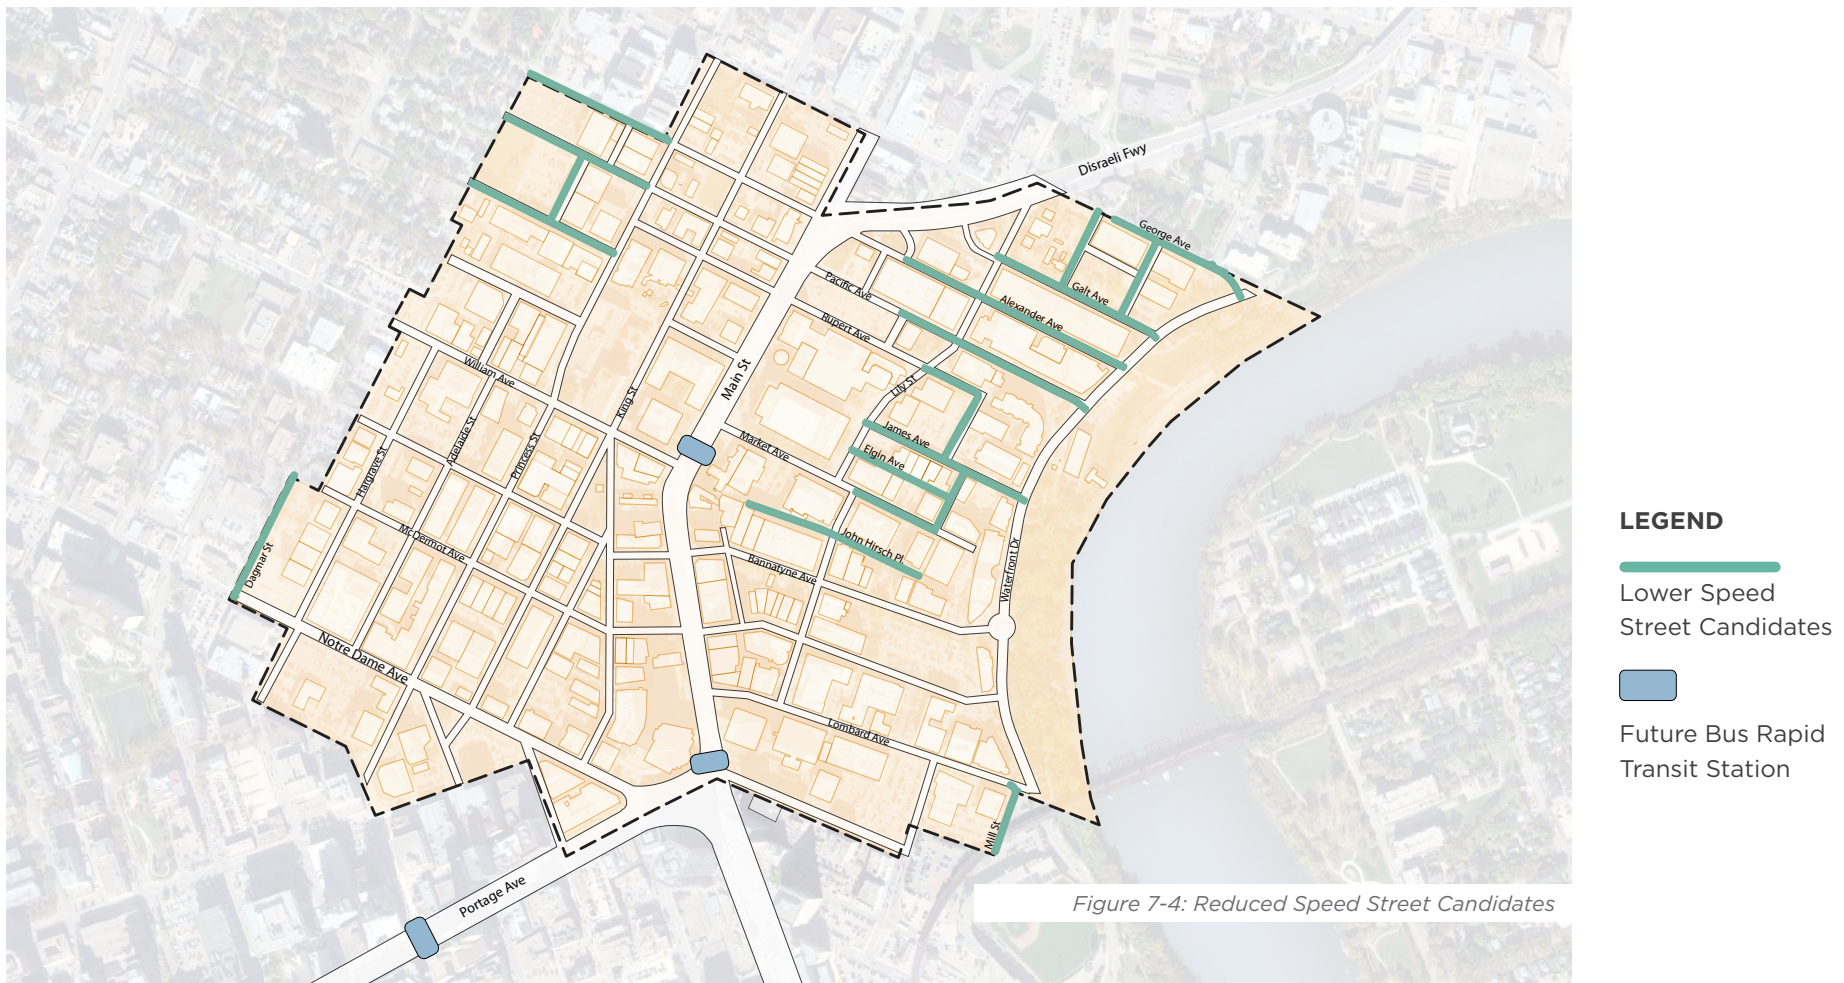 Disraeli Fwy
George Ave
Pacific Ave
Galt Ave
Alexander Ave
Rupert Ave
William Ave
Main St
Lily St
King St
James Ave
Market Ave
Elgin Ave
Adelaide St
Princess St
Hargrave St
McDermot Ave
John Hirsch Pl.
Dagmar St
Bannatyne Ave
Waterfront Dr
Notre Dame Ave
Lombard Ave
Mill St
Portage Ave
LEGEND
Lower Speed
Street Candidates
Future Bus Rapid
Transit Station
Figure 7-4: Reduced Speed Street Candidates